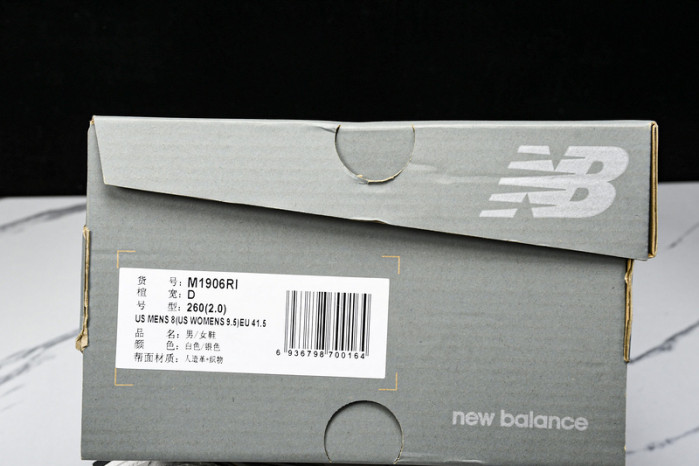 NB
货 号: M1906RI
楦 宽: D
号 型: 260(2.0)
US MENS 8(US WOMENS 9.5)EU 41.5
品 名: 男/女鞋
颜 色: 白色/银色
帮面材质: 人造革+织物
6 936798 700164
new balance